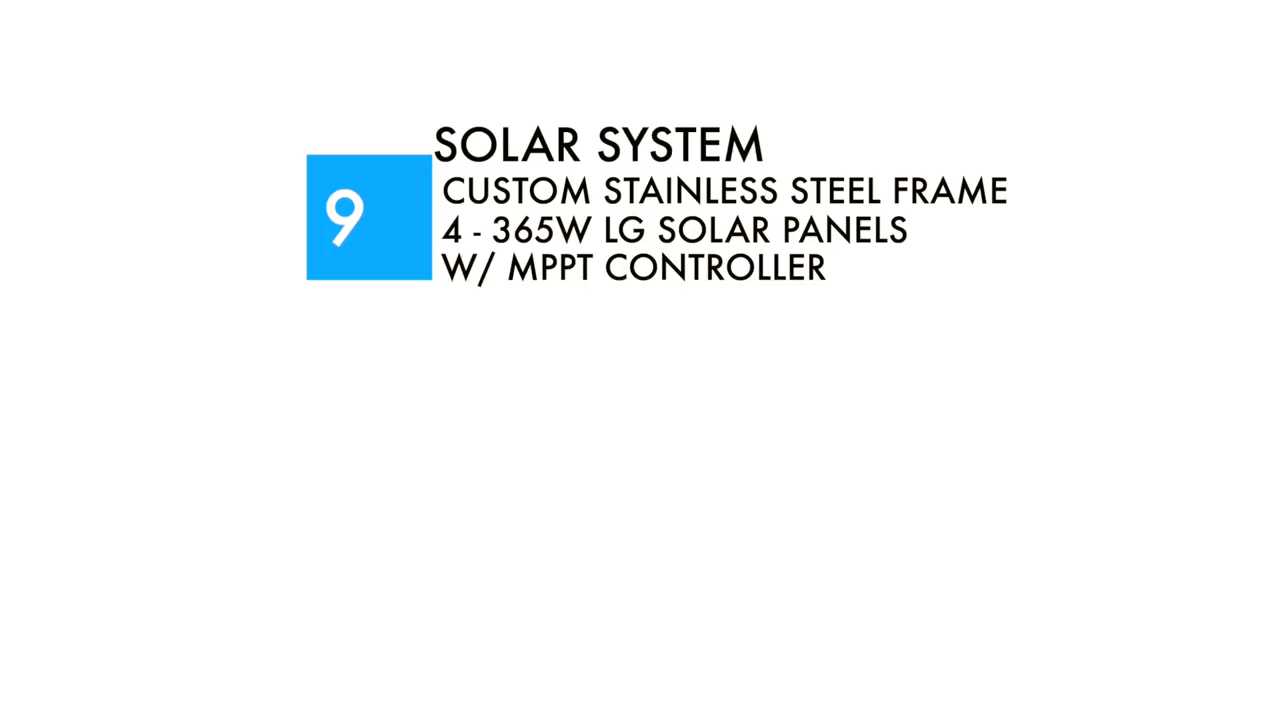 SOLAR SYSTEM
9
CUSTOM STAINLESS STEEL FRAME
4 - 365W LG SOLAR PANELS
W/ MPPT CONTROLLER